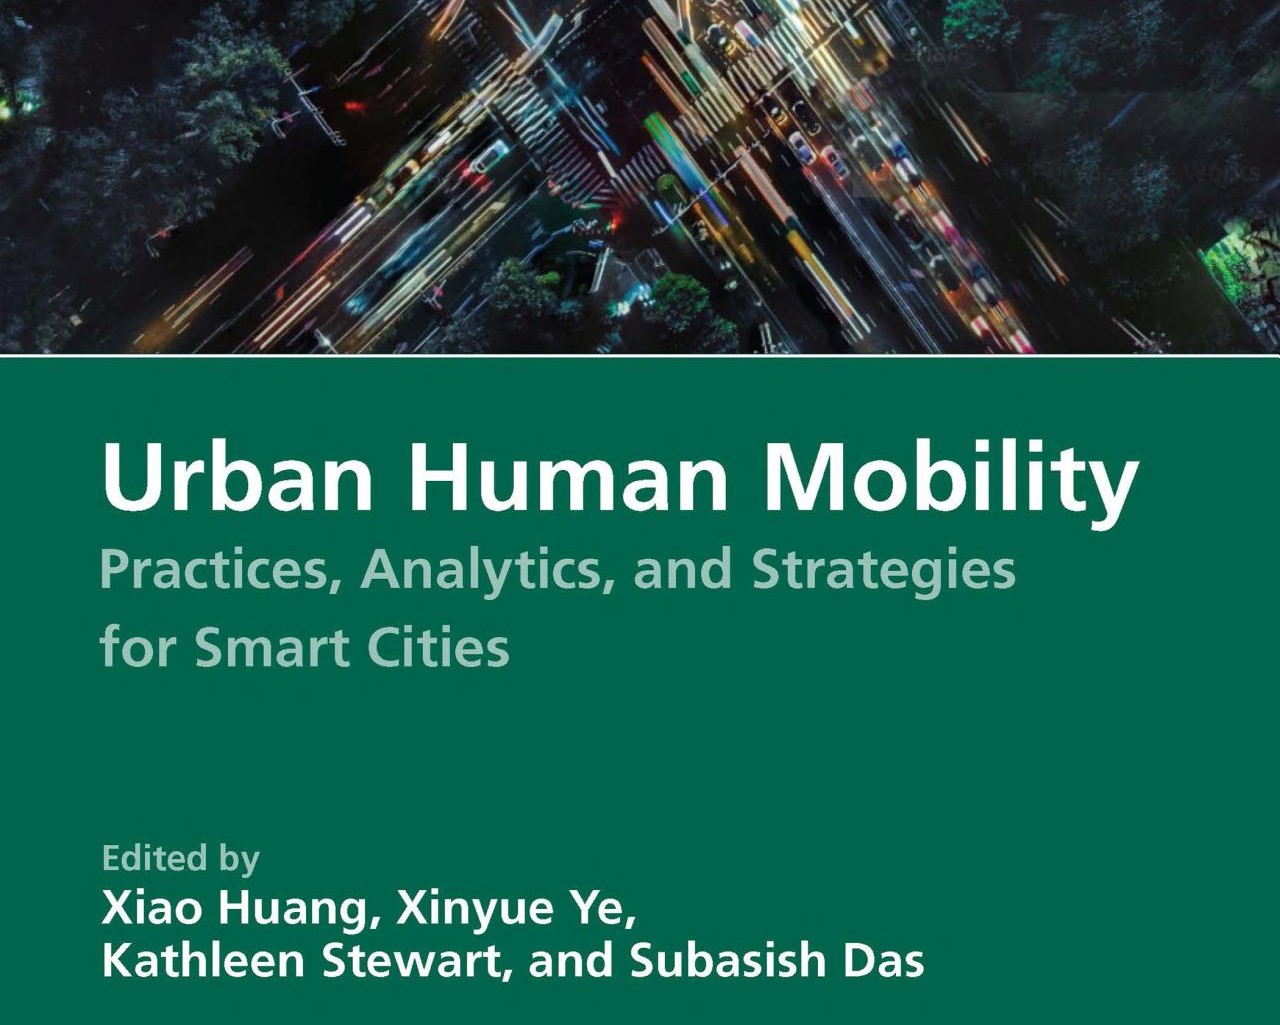 Urban Human Mobility
Practices, Analytics, and Strategies
for Smart Cities
Edited by
Xiao Huang, Xinyue Ye,
Kathleen Stewart, and Subasish Das